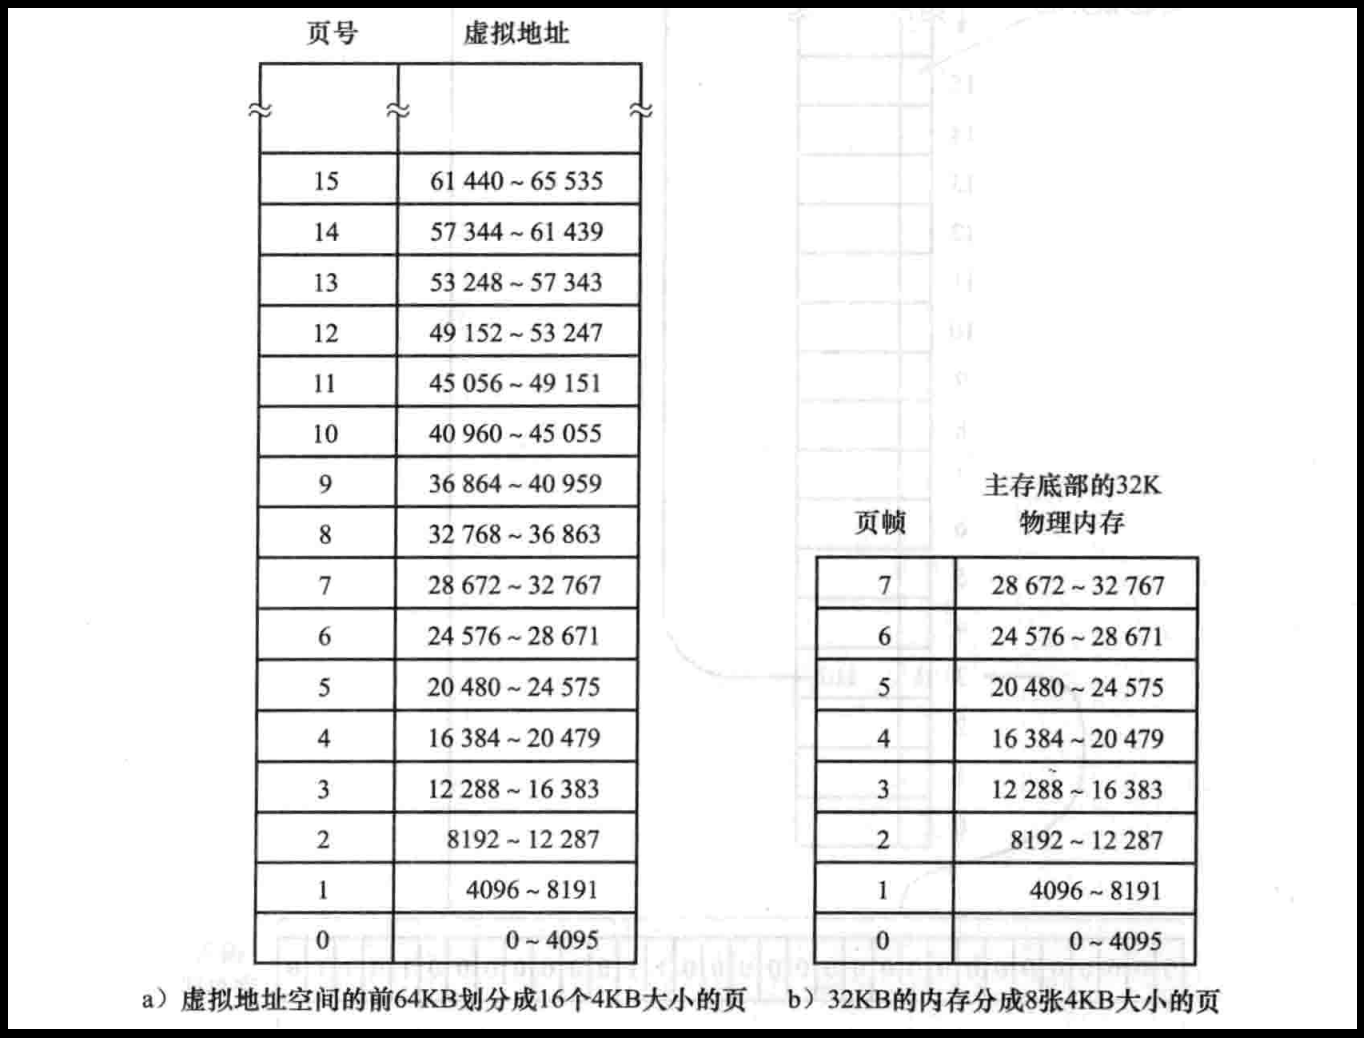 页号 虚拟地址
15 61 440 ~ 65 535
14 57 344 ~ 61 439
13 53 248 ~ 57 343
12 49 152 ~ 53 247
11 45 056 ~ 49 151
10 40 960 ~ 45 055
9 36 864 ~ 40 959
8 32 768 ~ 36 863
7 28 672 ~ 32 767
6 24 576 ~ 28 671
5 20 480 ~ 24 575
4 16 384 ~ 20 479
3 12 288 ~ 16 383
2 8192 ~ 12 287
1 4096 ~ 8191
0 0 ~ 4095
a）虚拟地址空间的前64KB划分成16个4KB大小的页
主存底部的32K
页帧 物理内存
7 28 672 ~ 32 767
6 24 576 ~ 28 671
5 20 480 ~ 24 575
4 16 384 ~ 20 479
3 12 288 ~ 16 383
2 8192 ~ 12 287
1 4096 ~ 8191
0 0 ~ 4095
b）32KB的内存分成8张4KB大小的页